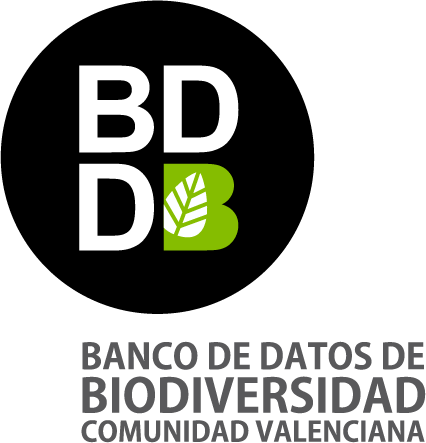 BD
DB
BANCO DE DATOS DE
BIODIVERSIDAD
COMUNIDAD VALENCIANA